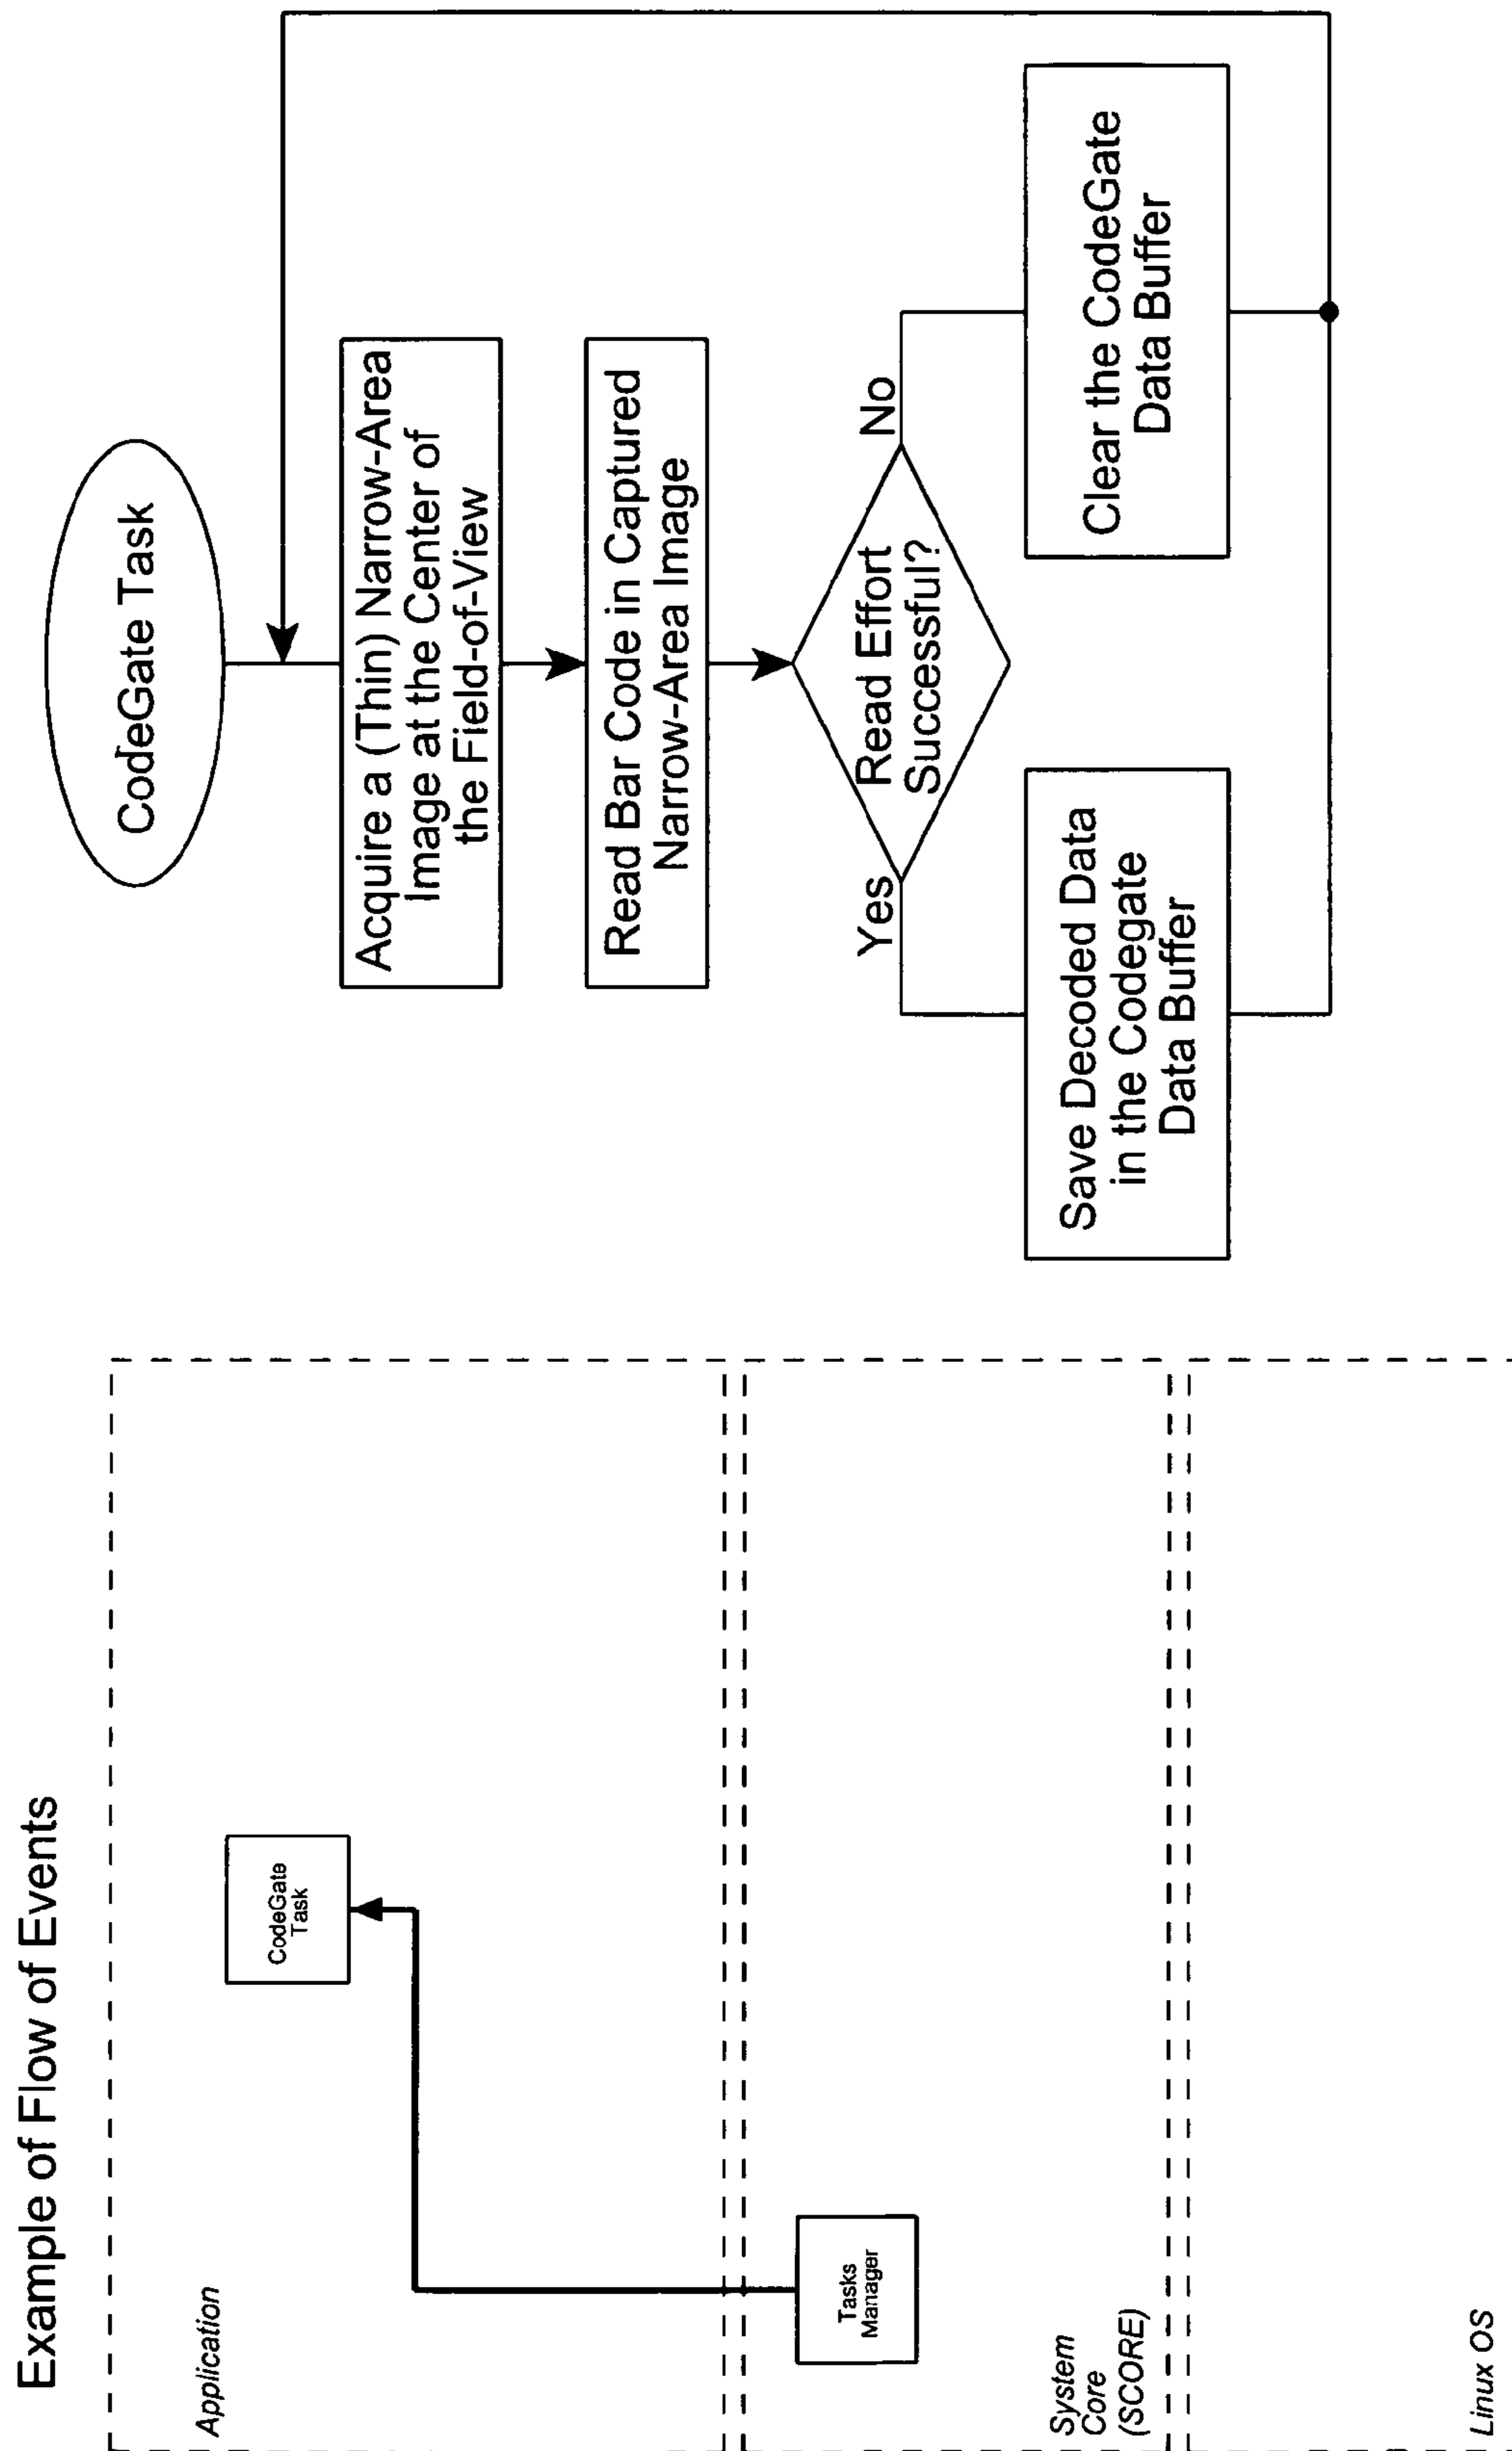 Example of Flow of Events
Application
CodeGate
Task
Tasks
Manager
System
Core
(SCORE)
Linux OS
CodeGate Task
Acquire a (Thin) Narrow-Area
Image at the Center of
the Field-of-View
Read Bar Code in Captured
Narrow-Area Image
Read Effort
Successful?
Yes
No
Save Decoded Data
in the Codegate
Data Buffer
Clear the CodeGate
Data Buffer